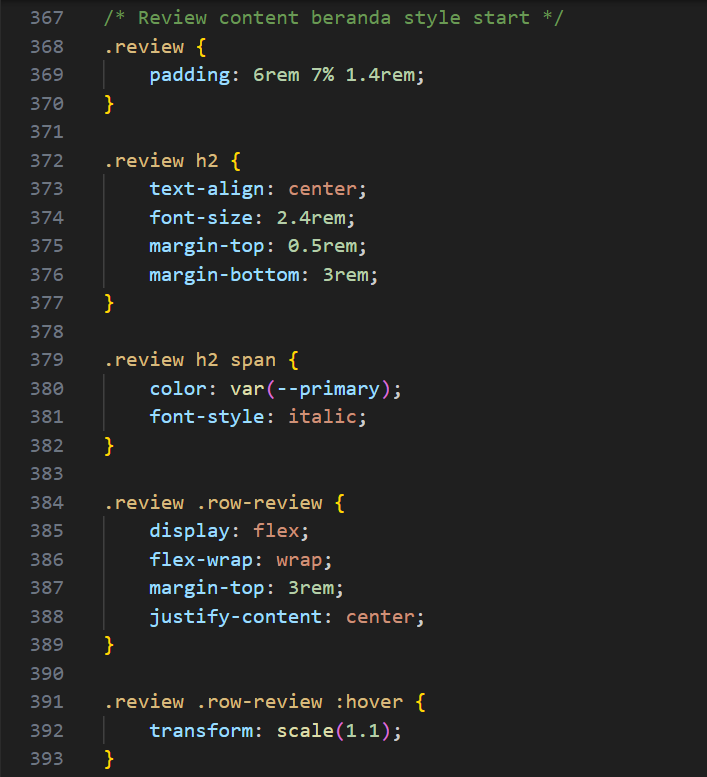 367 /* Review content beranda style start */
368 .review {
369     padding: 6rem 7% 1.4rem;
370 }
371
372 .review h2 {
373     text-align: center;
374     font-size: 2.4rem;
375     margin-top: 0.5rem;
376     margin-bottom: 3rem;
377 }
378
379 .review h2 span {
380     color: var(--primary);
381     font-style: italic;
382 }
383
384 .review .row-review {
385     display: flex;
386     flex-wrap: wrap;
387     margin-top: 3rem;
388     justify-content: center;
389 }
390
391 .review .row-review :hover {
392     transform: scale(1.1);
393 }